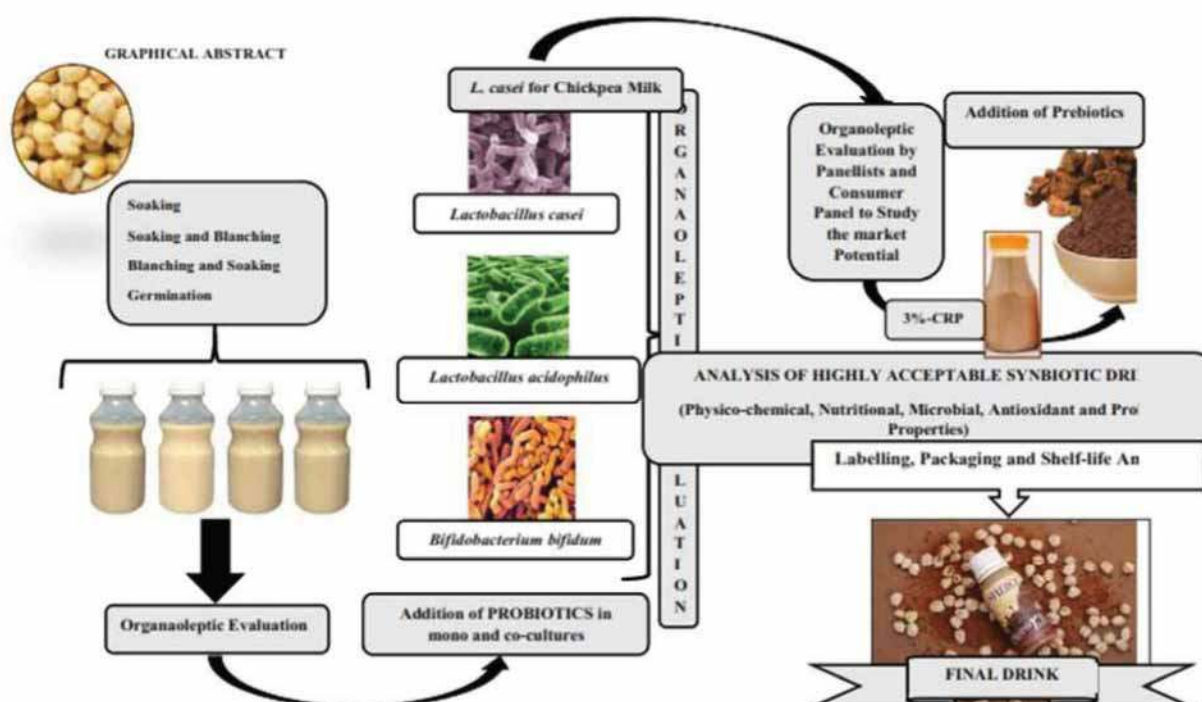 GRAPHICAL ABSTRACT
Soaking
Soaking and Blanching
Blanching and Soaking
Germination
Organaoleptic Evaluation
Addition of PROBIOTICS in
mono and co-cultures
L. casei for Chickpea Milk
Lactobacillus casei
Lactobacillus acidophilus
Bifidobacterium bifidum
R
G
A
N
A
O
L
E
P
T
I
L
U
A
T
I
O
N
Organoleptic
Evaluation by
Panellists and
Consumer
Panel to Study
the market
Potential
Addition of Prebiotics
3%-CRP
ANALYSIS OF HIGHLY ACCEPTABLE SYNBIOTIC DRI
(Physico-chemical, Nutritional, Microbial, Antioxidant and Pro
Properties)
Labelling, Packaging and Shelf-life An
FINAL DRINK